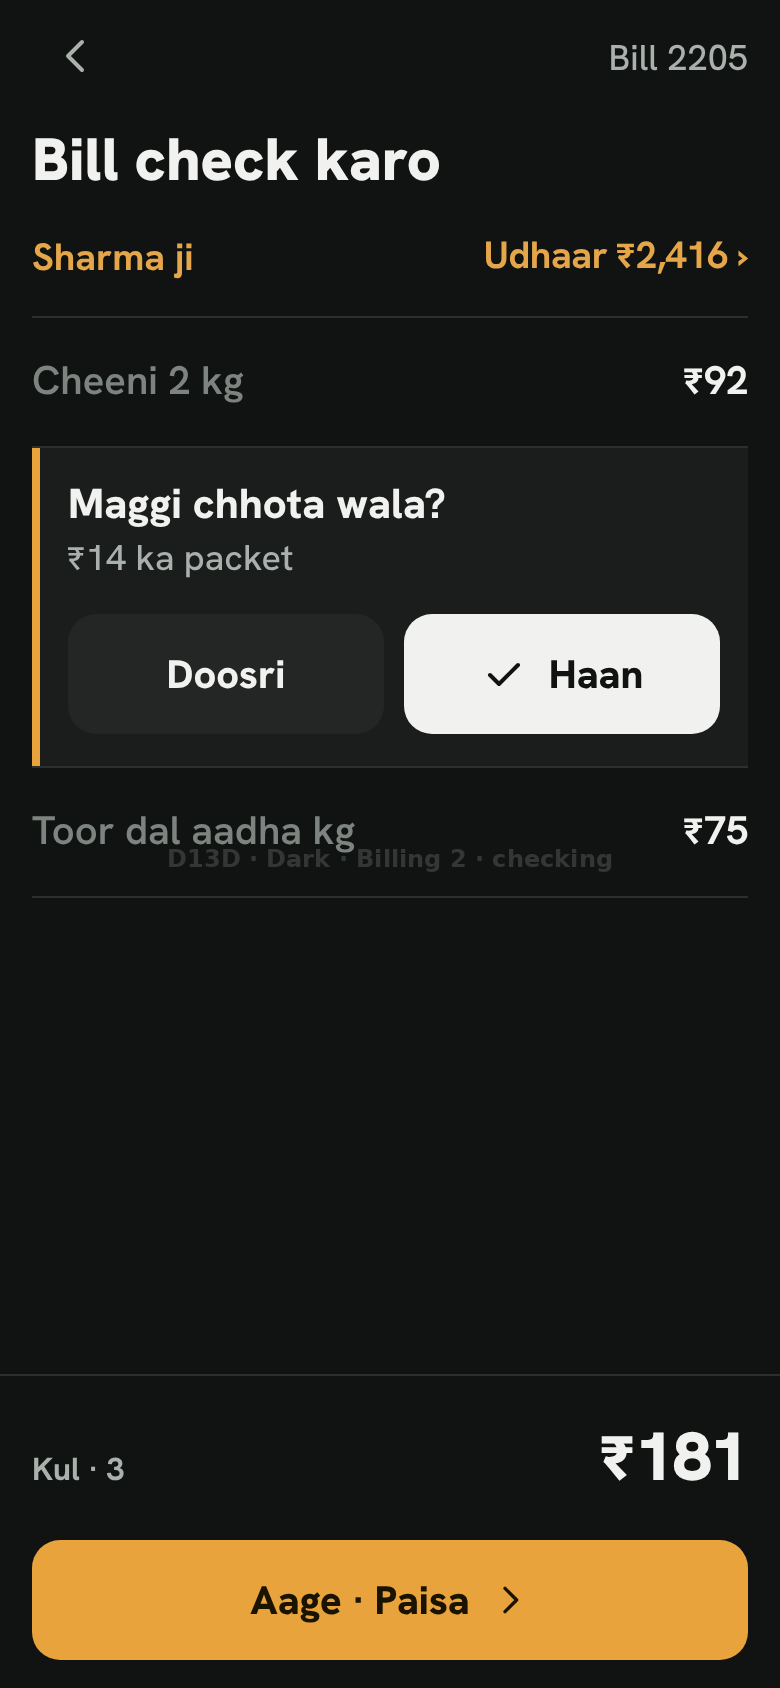 Bill 2205
Bill check karo
Sharma ji Udhaar ₹2,416 ›
Cheeni 2 kg ₹92
Maggi chhota wala?
₹14 ka packet
Doosri ✓ Haan
Toor dal aadha kg ₹75
D13D · Dark · Billing 2 · checking
Kul · 3 ₹181
Aage · Paisa ›